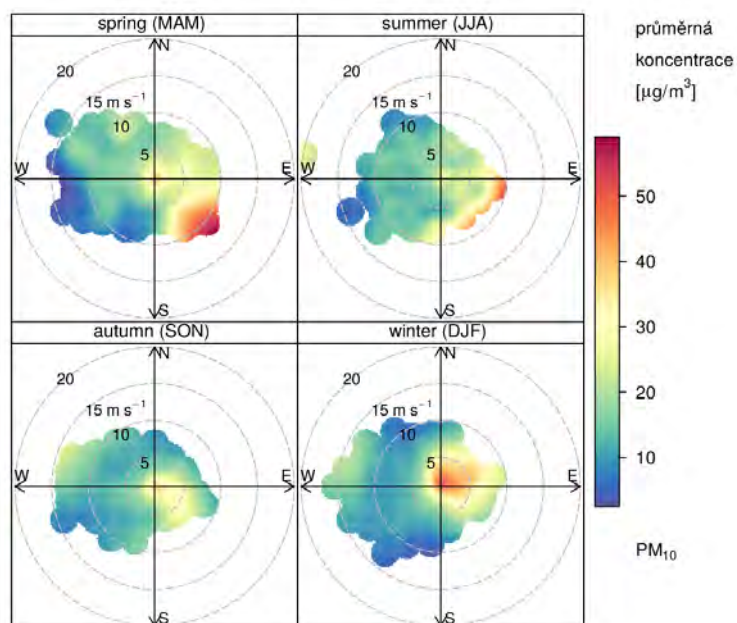 spring (MAM)
N
20
15 m s⁻¹
10
5
W
E
S
summer (JJA)
N
20
15 m s⁻¹
10
5
W
E
S
autumn (SON)
N
20
15 m s⁻¹
10
5
W
E
S
winter (DJF)
N
20
15 m s⁻¹
10
5
W
E
S
průměrná
koncentrace
[μg/m³]
50
40
30
20
10
PM₁₀